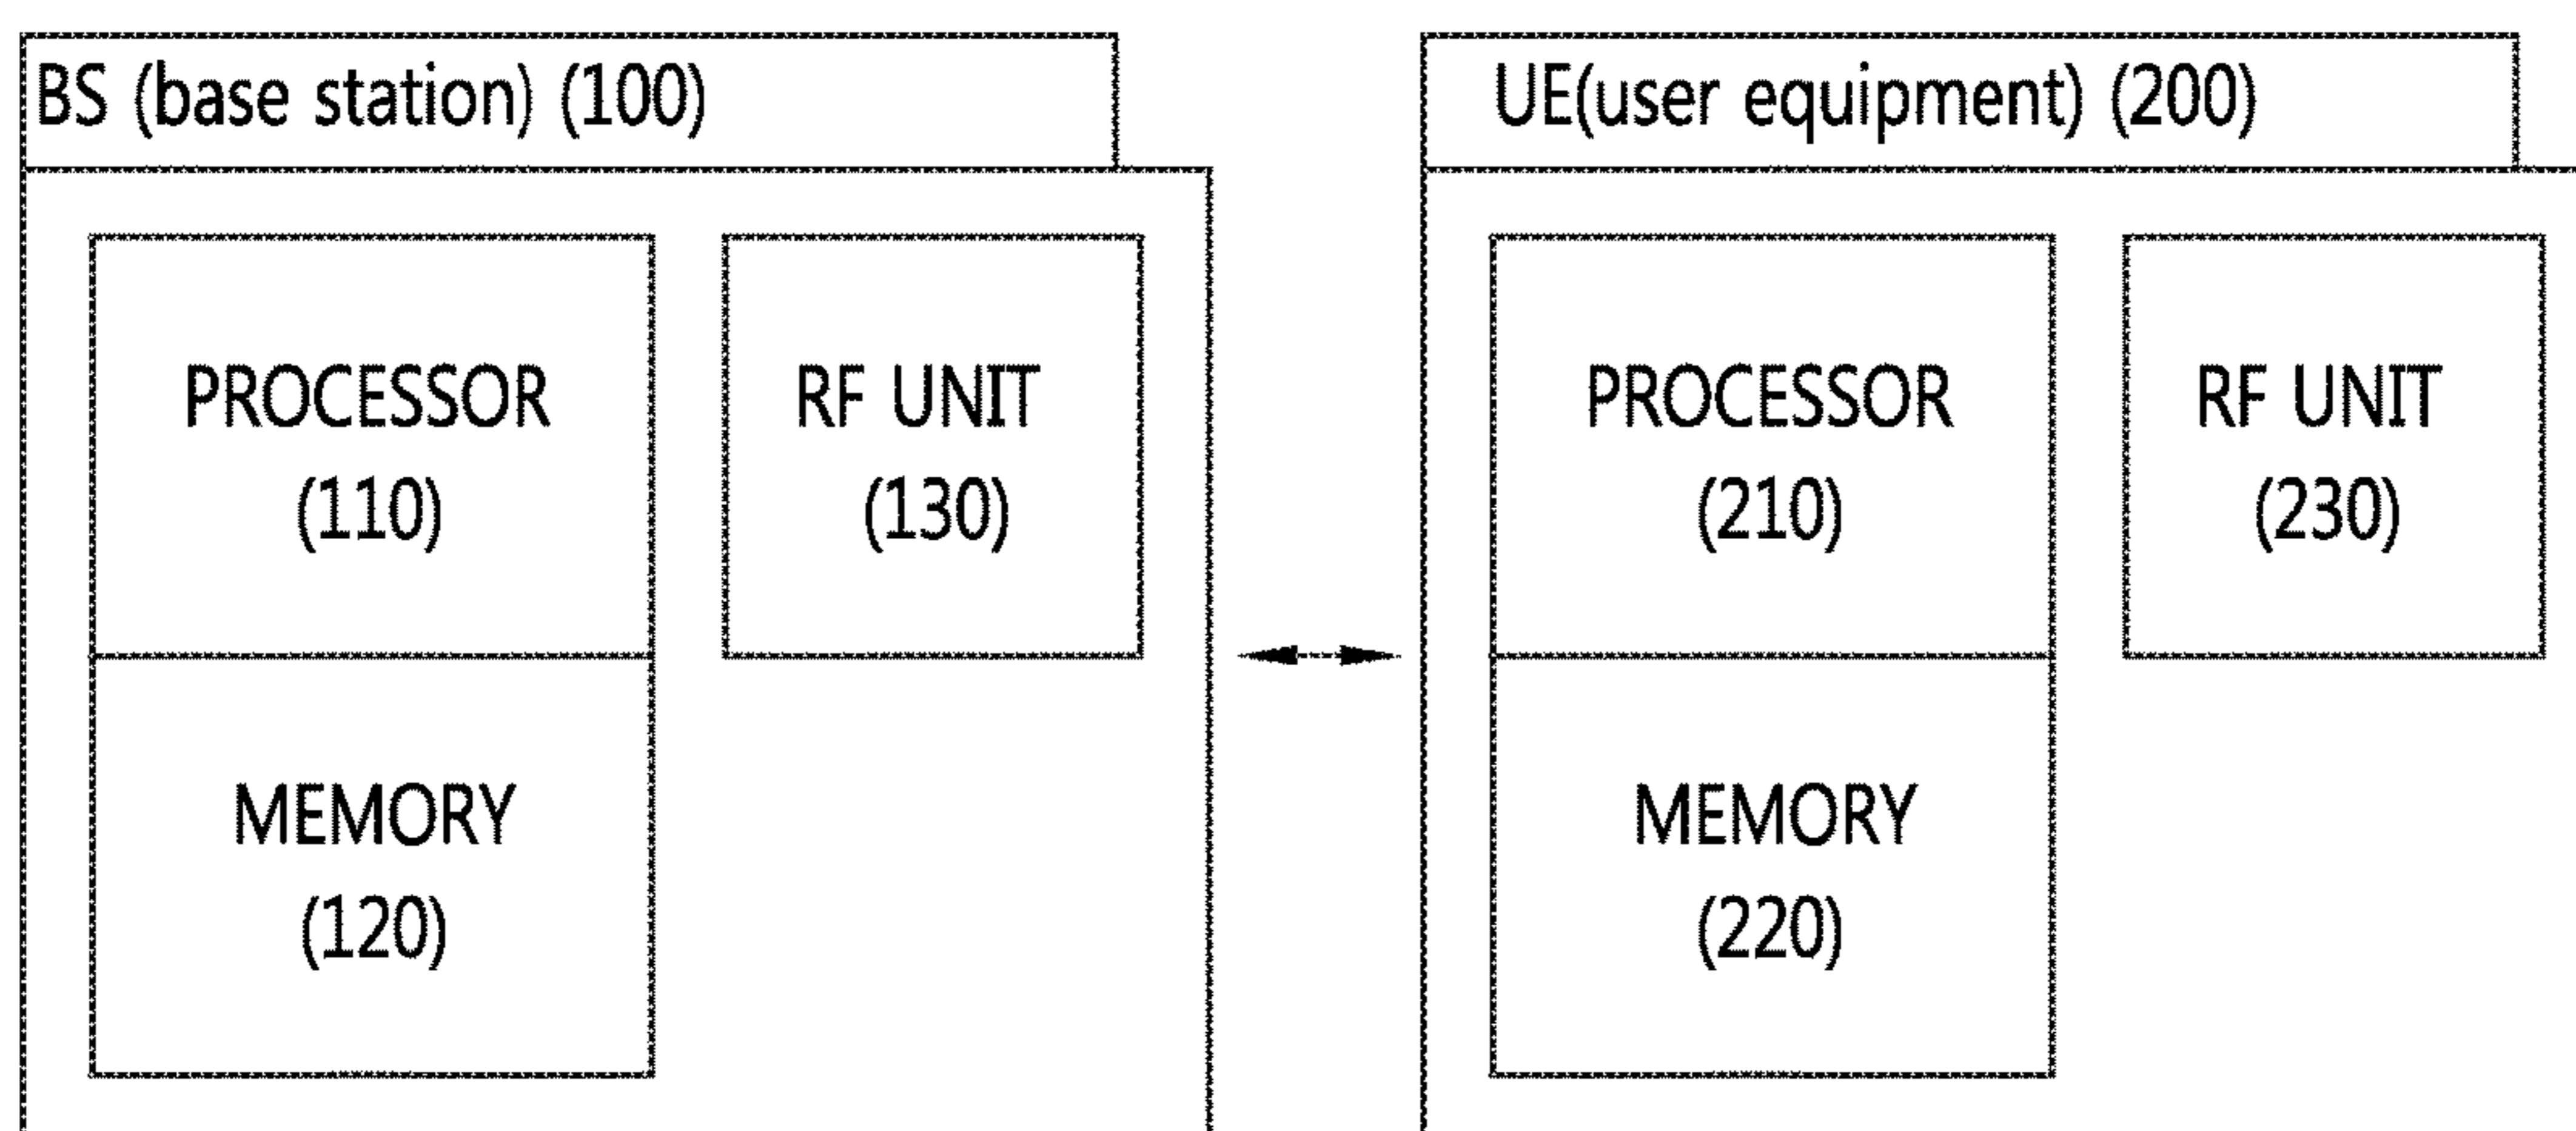 BS (base station) (100)
PROCESSOR
(110)
RF UNIT
(130)
MEMORY
(120)
UE(user equipment) (200)
PROCESSOR
(210)
RF UNIT
(230)
MEMORY
(220)